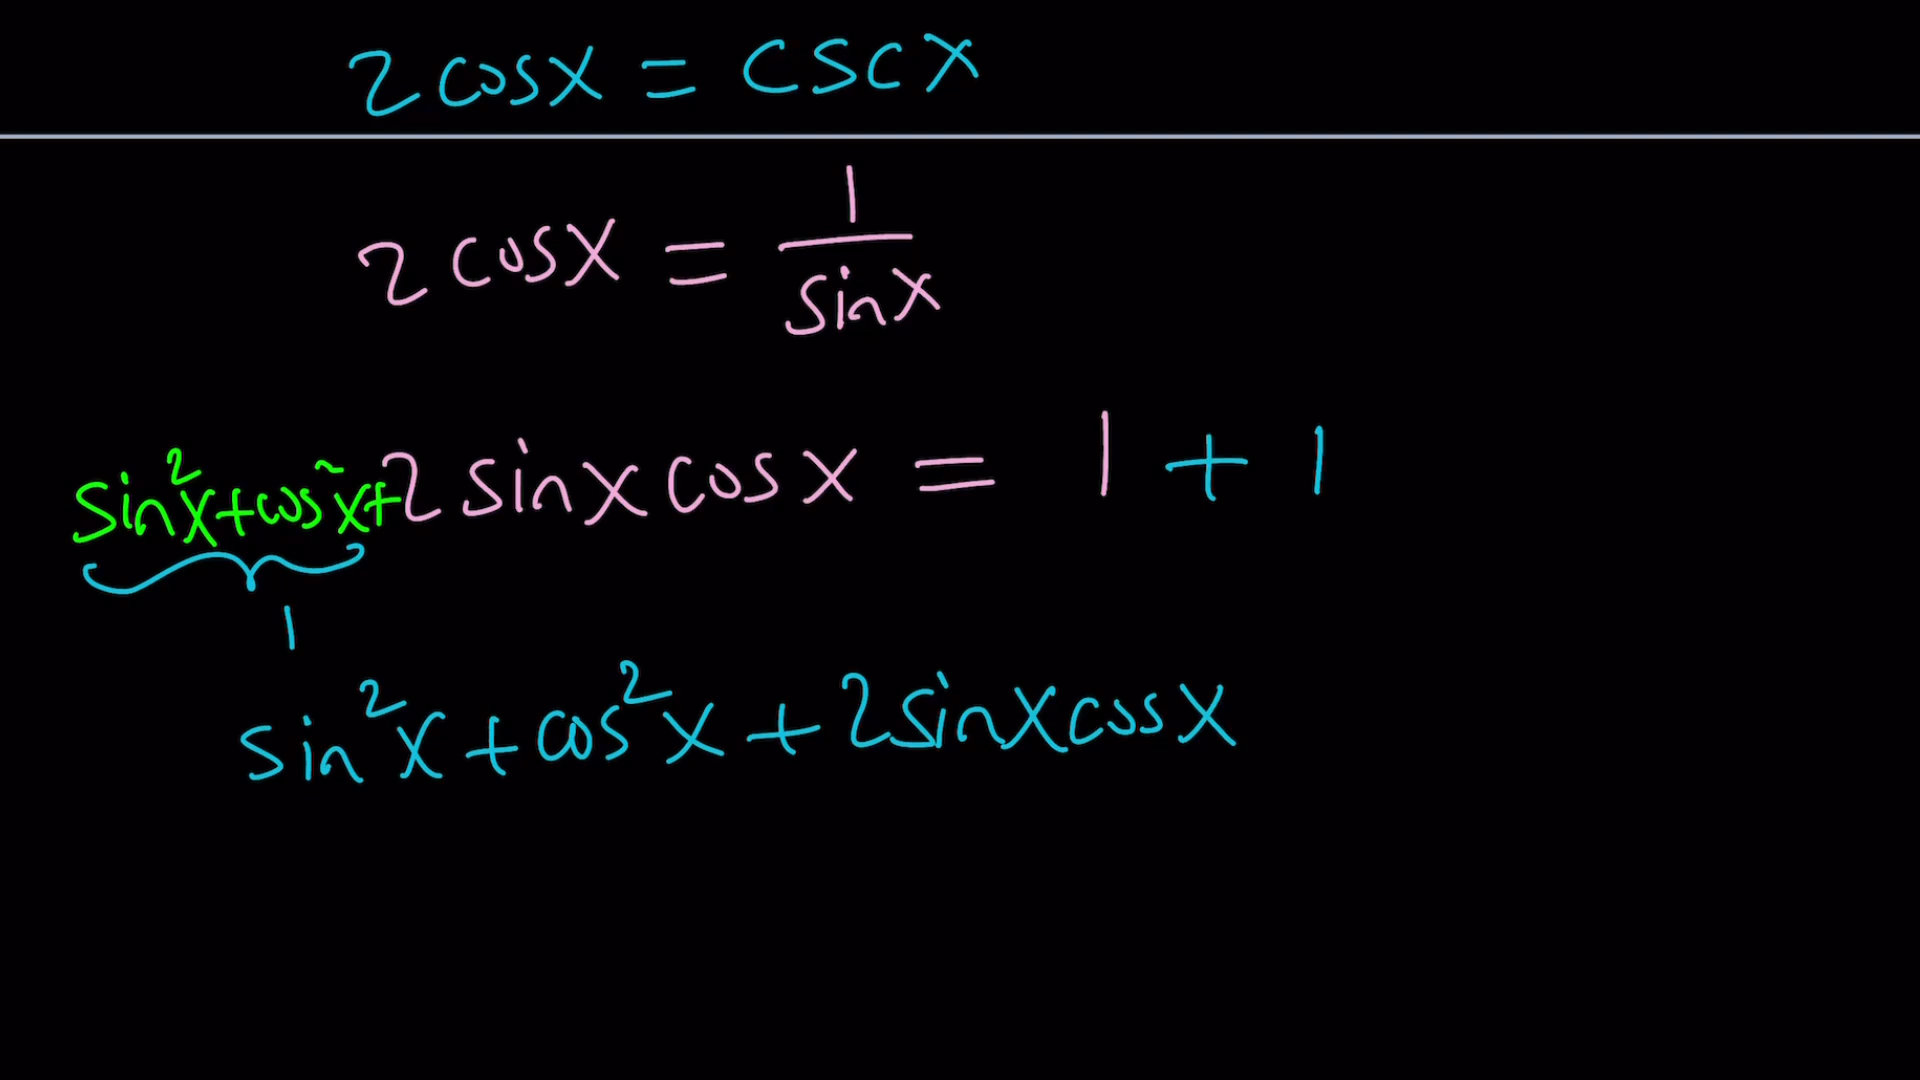 2cosx = cscx
2cosx = 1/sinx
sin²x+cos²x+2sinxcosx = 1 + 1
1
sin²x+cos²x+2sinxcosx